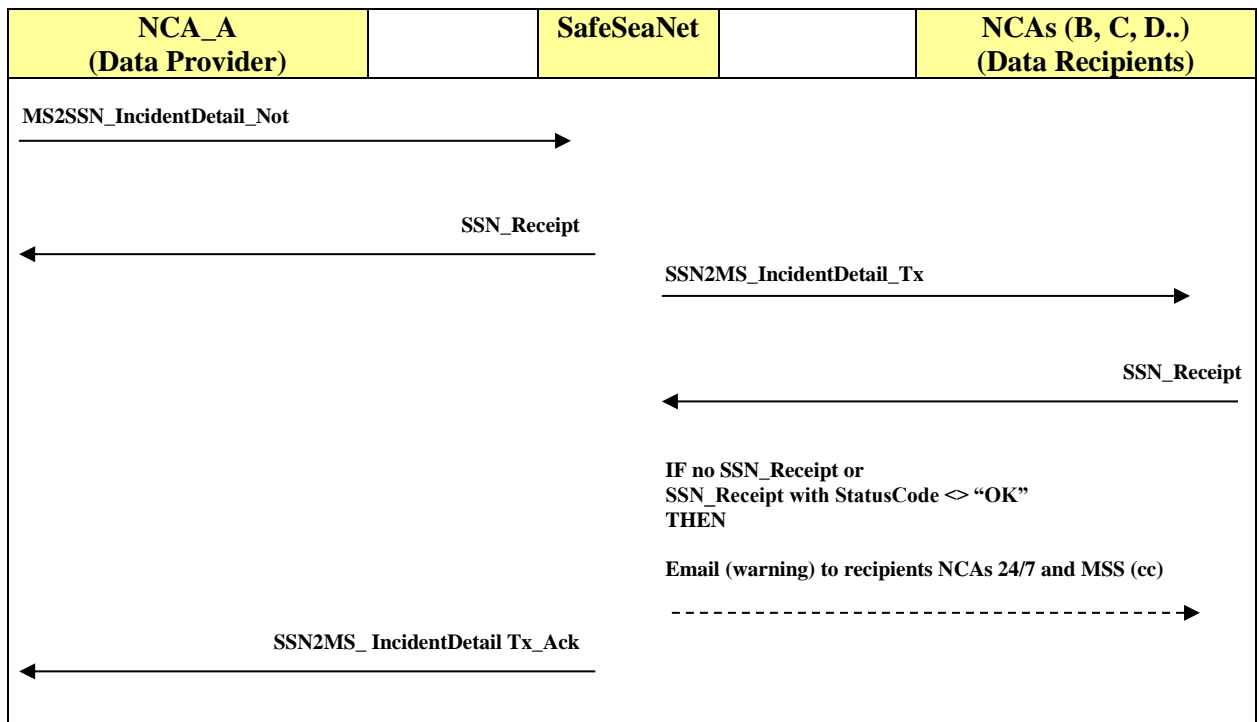 NCA_A
(Data Provider)
SafeSeaNet
NCAs (B, C, D..)
(Data Recipients)
MS2SSN_IncidentDetail_Not
SSN_Receipt
SSN2MS_IncidentDetail_Tx
SSN_Receipt
IF no SSN_Receipt or
SSN_Receipt with StatusCode <> “OK”
THEN
Email (warning) to recipients NCAs 24/7 and MSS (cc)
SSN2MS_ IncidentDetail Tx_Ack